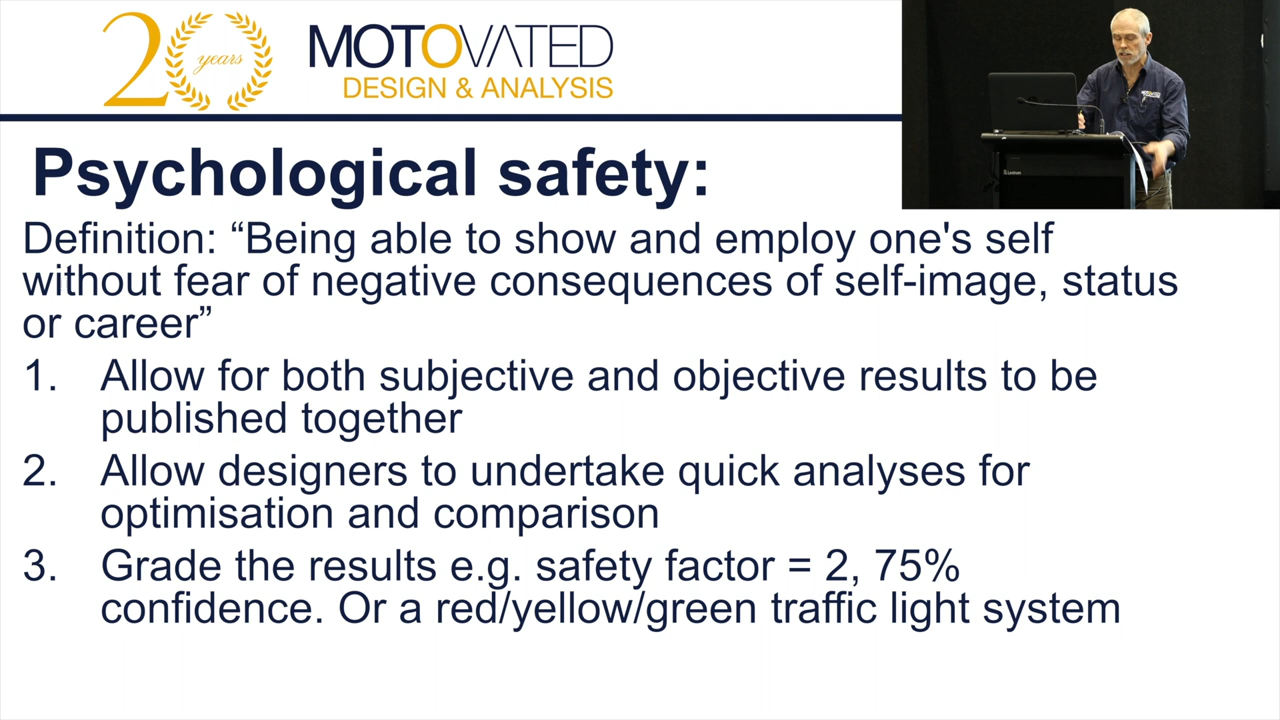 20 years
MOTOVATED
DESIGN & ANALYSIS
MOTOVATED
Lectrum
Psychological safety:
Definition: “Being able to show and employ one's self
without fear of negative consequences of self-image, status
or career”
1. Allow for both subjective and objective results to be
published together
2. Allow designers to undertake quick analyses for
optimisation and comparison
3. Grade the results e.g. safety factor = 2, 75%
confidence. Or a red/yellow/green traffic light system